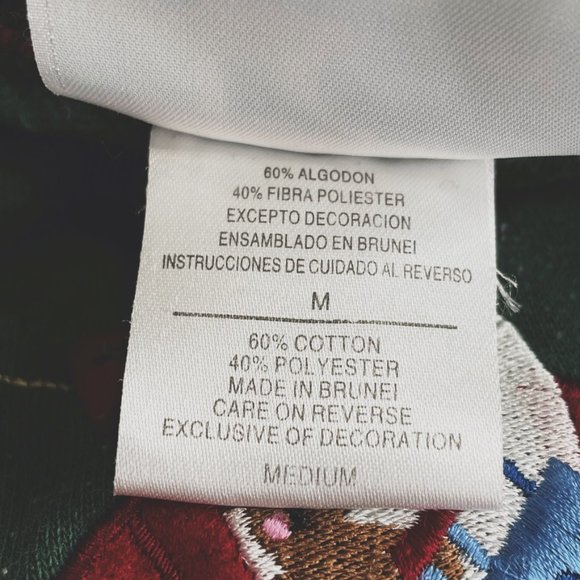 60% ALGODON
40% FIBRA POLIESTER
EXCEPTO DECORACION
ENSAMBLADO EN BRUNEI
INSTRUCCIONES DE CUIDADO AL REVERSO
M
60% COTTON
40% POLYESTER
MADE IN BRUNEI
CARE ON REVERSE
EXCLUSIVE OF DECORATION
MEDIUM